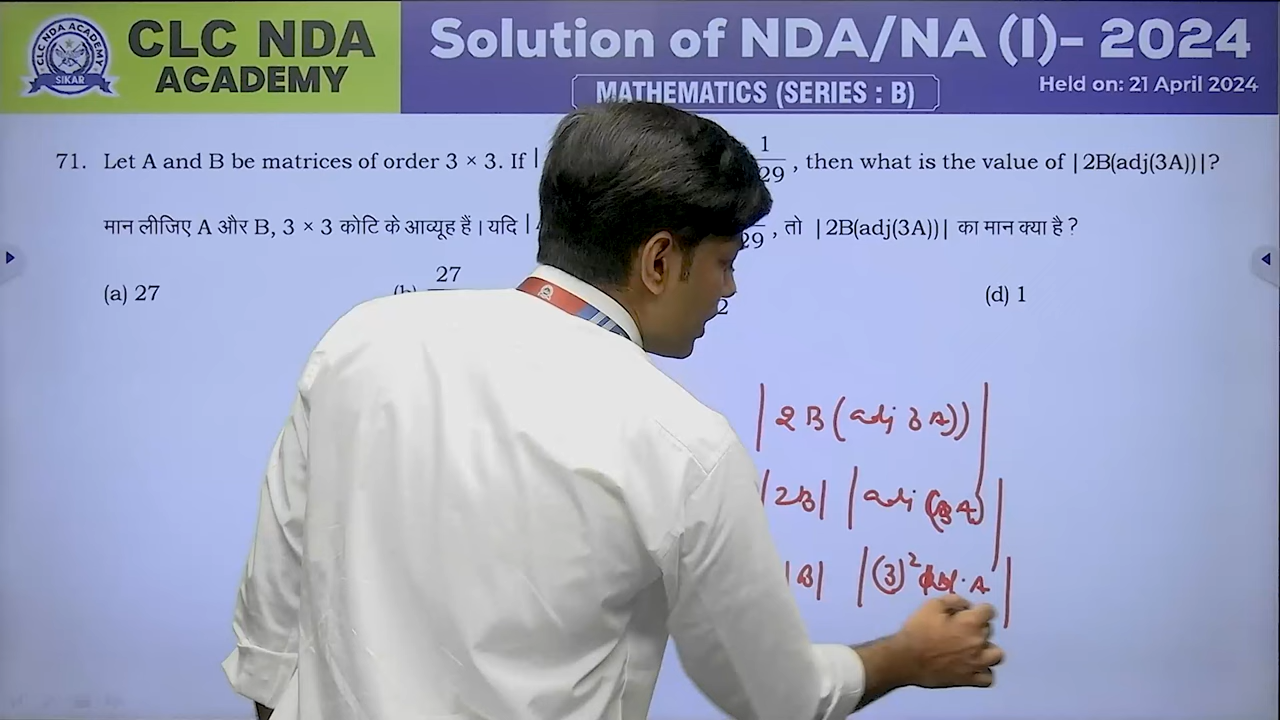 CLC NDA ACADEMY
SIKAR
CLC NDA
ACADEMY
Solution of NDA/NA (I)- 2024
MATHEMATICS (SERIES : B)
Held on: 21 April 2024
71. Let A and B be matrices of order 3 × 3. If | 1/29, then what is the value of |2B(adj(3A))|?
मान लीजिए A और B, 3 × 3 कोटि के आव्यूह हैं। यदि | 29, तो |2B(adj(3A))| का मान क्या है?
(a) 27 27 2 (d) 1
|2B(adj 3A))|
|2B| |adj (3A)|
|B| |(3)² adj · A|